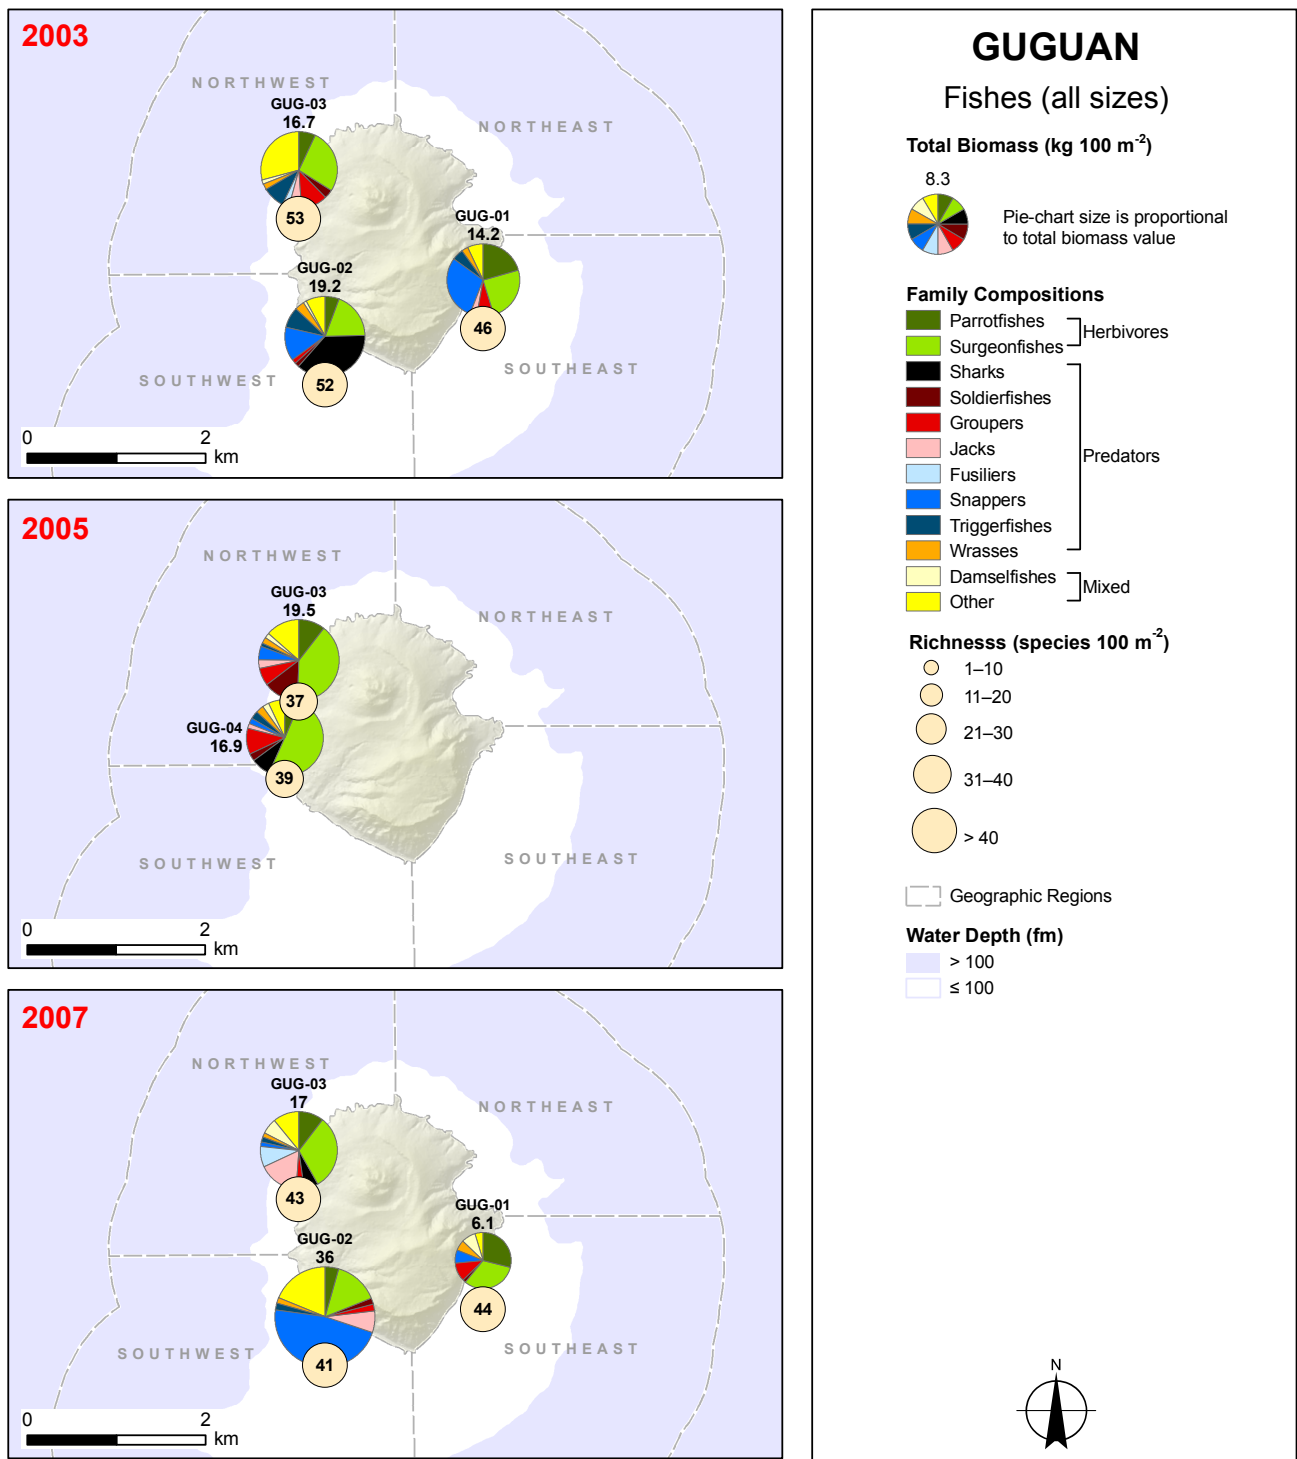 2003
NORTHWEST
GUG-03
16.7
53
NORTHEAST
GUG-01
14.2
46
GUG-02
19.2
52
SOUTHWEST
SOUTHEAST
0 2
km
2005
NORTHWEST
GUG-03
19.5
37
NORTHEAST
GUG-04
16.9
39
SOUTHWEST
SOUTHEAST
0 2
km
2007
NORTHWEST
GUG-03
17
43
NORTHEAST
GUG-01
6.1
44
GUG-02
36
41
SOUTHWEST
SOUTHEAST
0 2
km
GUGUAN
Fishes (all sizes)
Total Biomass (kg 100 m⁻²)
8.3
Pie-chart size is proportional
to total biomass value
Family Compositions
Parrotfishes
Surgeonfishes
Herbivores
Sharks
Soldierfishes
Groupers
Jacks
Fusiliers
Snappers
Triggerfishes
Wrasses
Predators
Damselfishes
Other
Mixed
Richnesss (species 100 m⁻²)
1–10
11–20
21–30
31–40
> 40
Geographic Regions
Water Depth (fm)
> 100
≤ 100
N